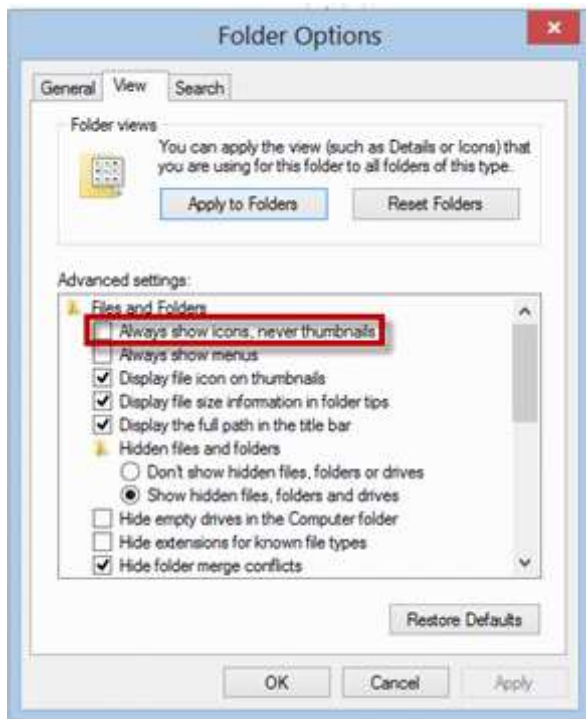 Folder Options
General View Search
Folder views
You can apply the view (such as Details or Icons) that
you are using for this folder to all folders of this type.
Apply to Folders Reset Folders
Advanced settings:
Files and Folders
Always show icons, never thumbnails
Always show menus
Display file icon on thumbnails
Display file size information in folder tips
Display the full path in the title bar
Hidden files and folders
Don't show hidden files, folders or drives
Show hidden files, folders and drives
Hide empty drives in the Computer folder
Hide extensions for known file types
Hide folder merge conflicts
Restore Defaults
OK Cancel Apply